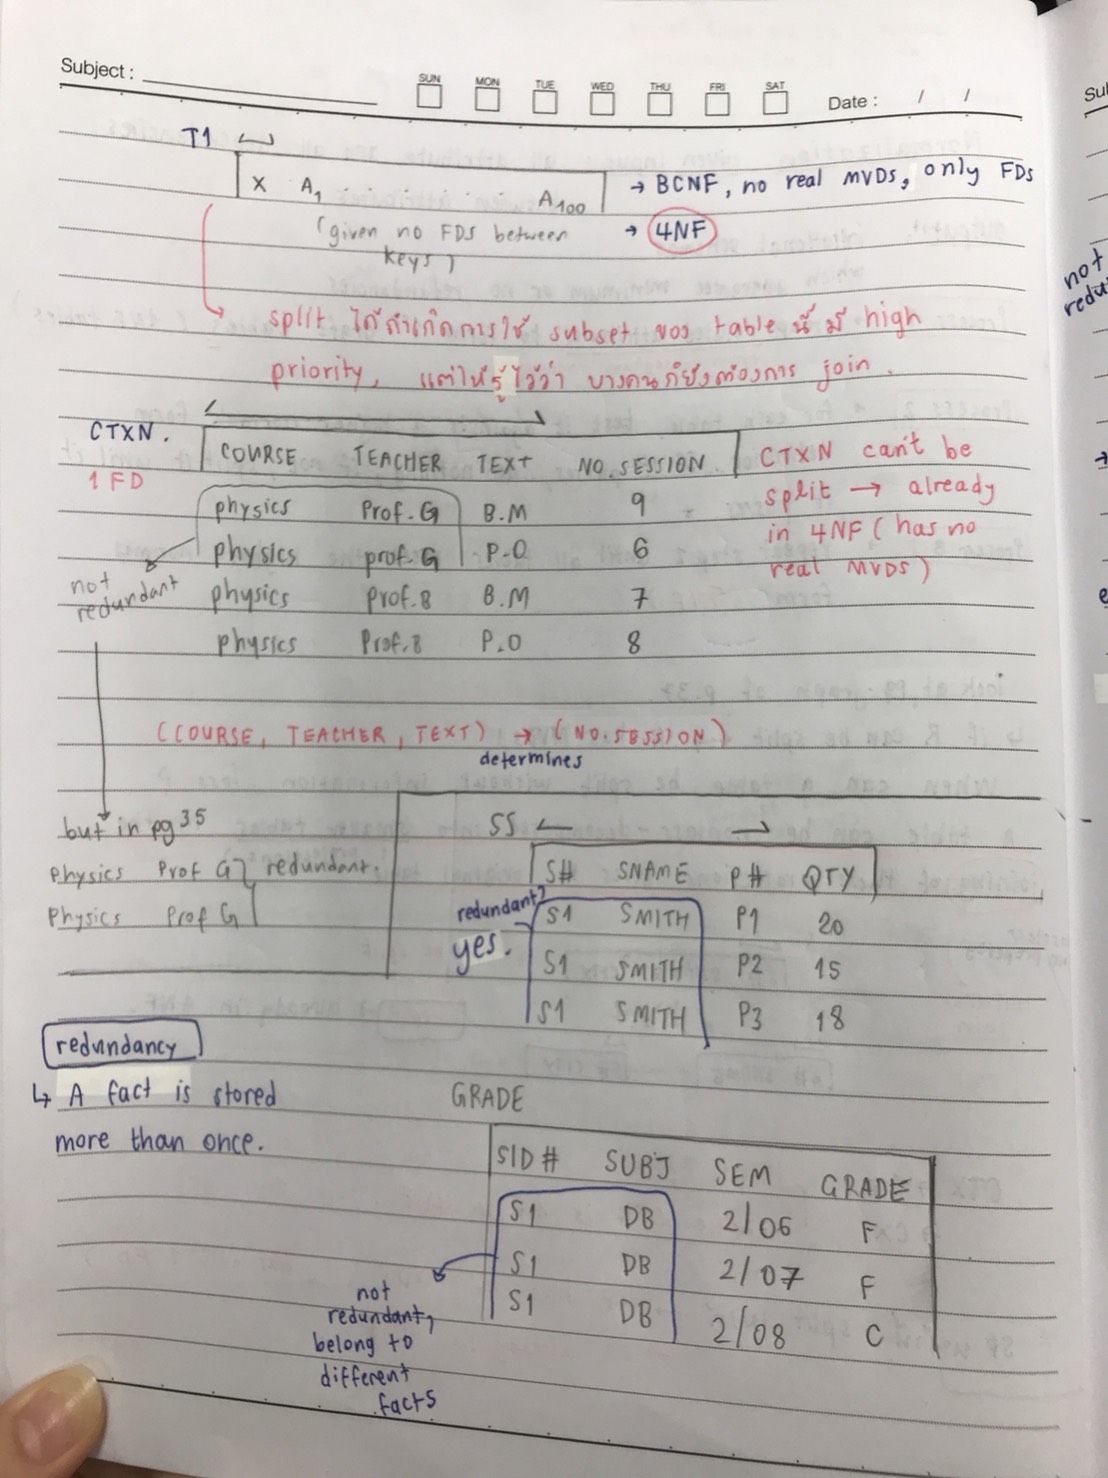 Subject :
SUN MON TUE WED THU FRI SAT
Date : / /
T1
X A1 . . . . . . . . . . A100
→ BCNF, no real MVDs, only FDs
(given no FDs between keys)
→ 4NF
split ได้ถ้าเกิดการใช้ subset ของ table นี้ มี high
priority, แต่ให้รู้ไว้ว่า บางคนก็ยังต้องการ join.
CTXN.
1 FD
COURSE TEACHER TEXT NO. SESSION.
physics Prof. G B.M 9
physics prof. G P.O 6
physics prof. B B.M 7
physics Prof. B P.O 8
CTXN can't be
split → already
in 4NF (has no
real MVDs)
not
redundant
(COURSE, TEACHER, TEXT) → (NO. SESSION)
determines
but in pg 35
Physics Prof G redundant.
Physics Prof G
SS
S# SNAME P# QTY
S1 SMITH P1 20
S1 SMITH P2 15
S1 SMITH P3 18
redundant?
yes.
redundancy
↳ A fact is stored
more than once.
GRADE
SID# SUBJ SEM GRADE
S1 DB 2/06 F
S1 DB 2/07 F
S1 DB 2/08 C
not
redundant,
belong to
different
facts
not
redu